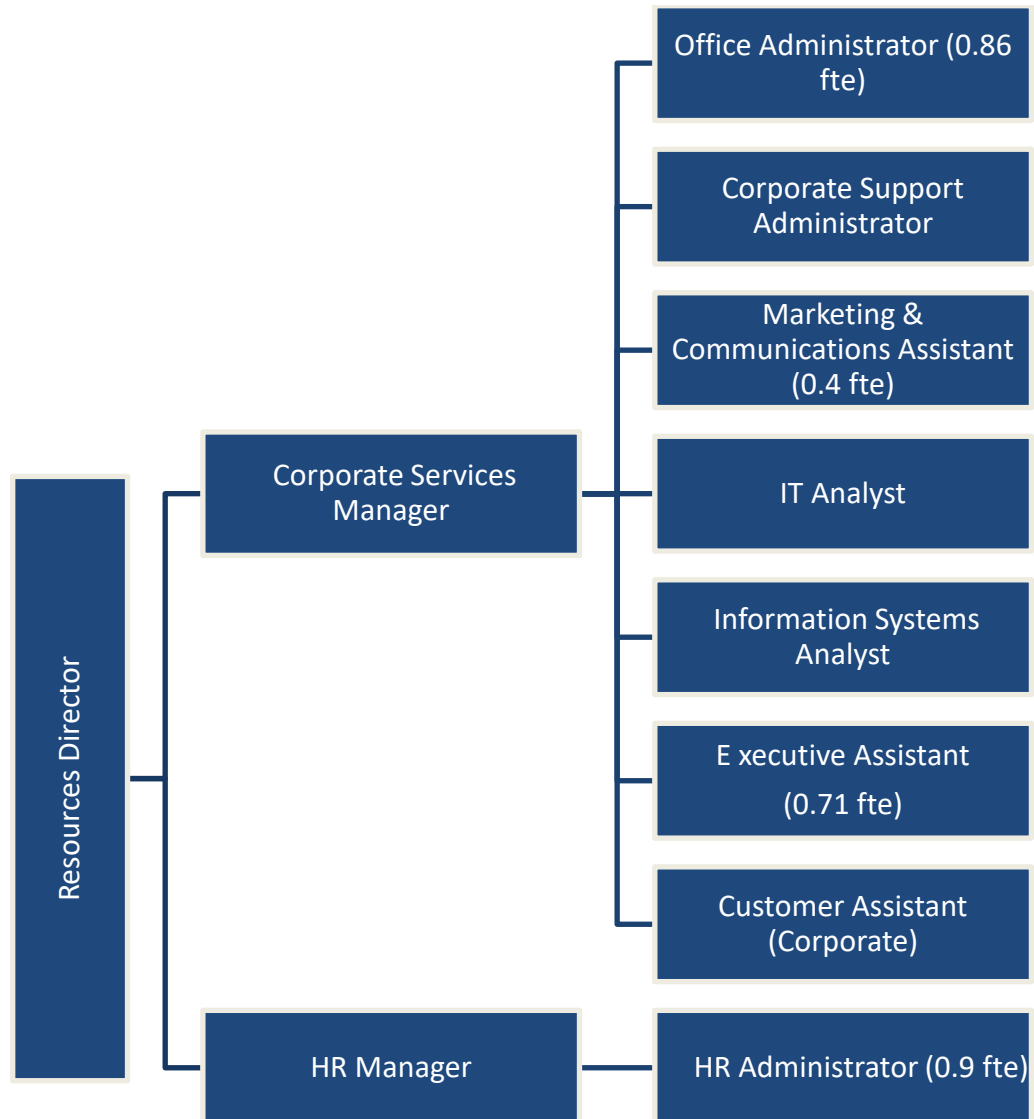 Office Administrator (0.86
fte)
Corporate Support
Administrator
Marketing &
Communications Assistant
(0.4 fte)
Corporate Services
Manager
IT Analyst
Information Systems
Analyst
Resources Director
E xecutive Assistant
(0.71 fte)
Customer Assistant
(Corporate)
HR Manager
HR Administrator (0.9 fte)